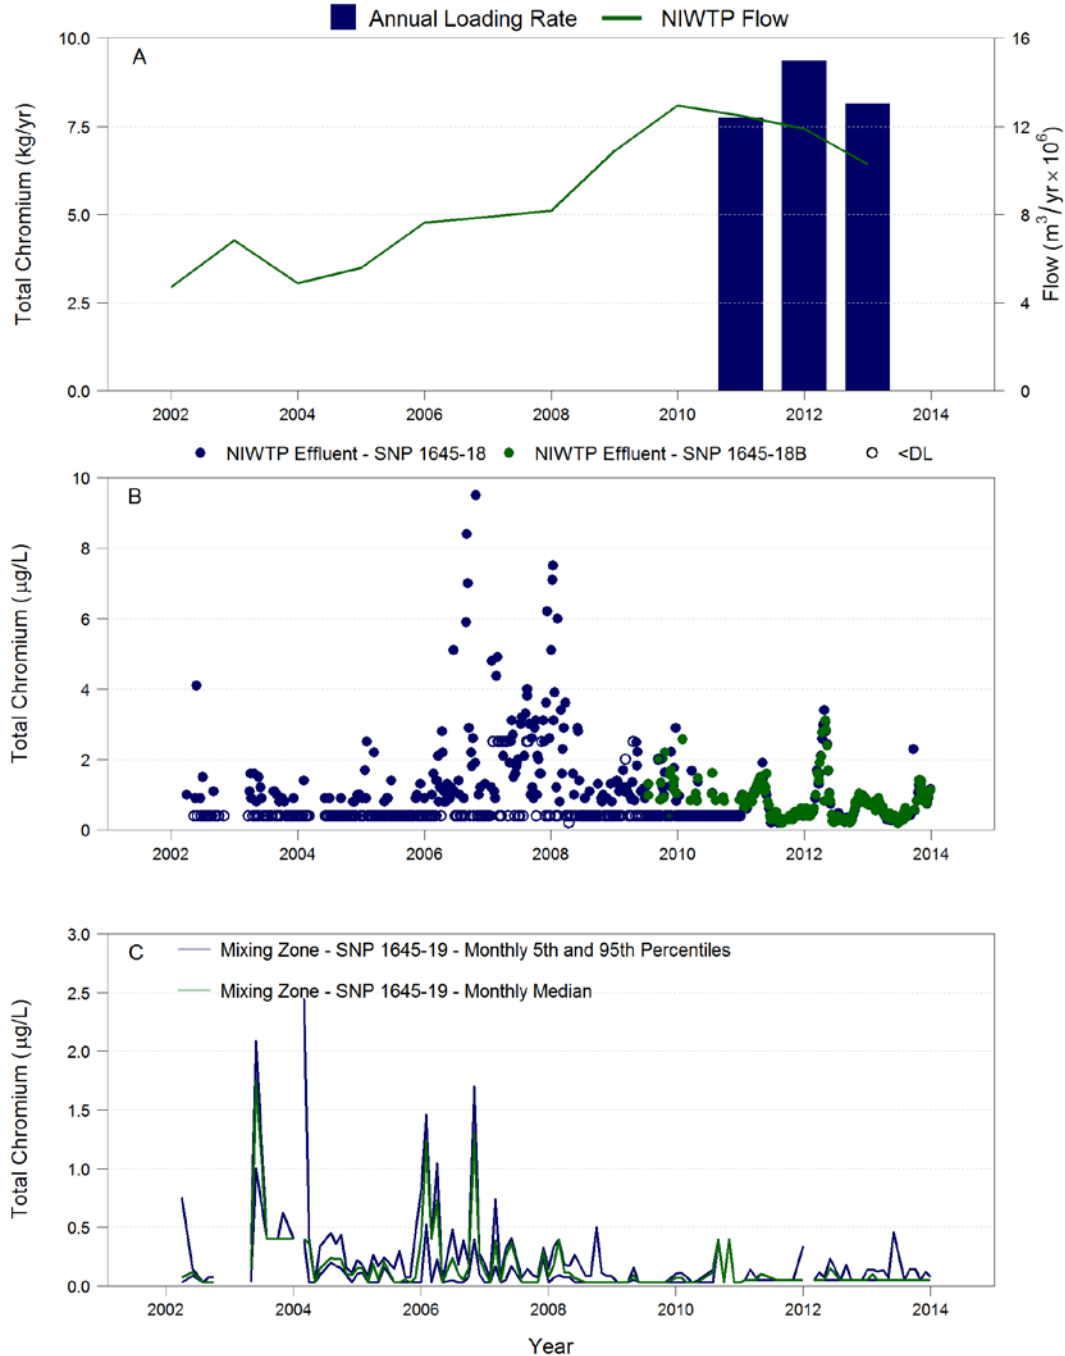 Annual Loading Rate NIWTP Flow
A
10.0
7.5
5.0
2.5
0.0
Total Chromium (kg/yr)
16
12
8
4
0
Flow (m³/yr × 10⁶)
2002 2004 2006 2008 2010 2012 2014
NIWTP Effluent - SNP 1645-18 NIWTP Effluent - SNP 1645-18B <DL
B
10
8
6
4
2
0
Total Chromium (µg/L)
2002 2004 2006 2008 2010 2012 2014
C
Mixing Zone - SNP 1645-19 - Monthly 5th and 95th Percentiles
Mixing Zone - SNP 1645-19 - Monthly Median
3.0
2.5
2.0
1.5
1.0
0.5
0.0
Total Chromium (µg/L)
2002 2004 2006 2008 2010 2012 2014
Year